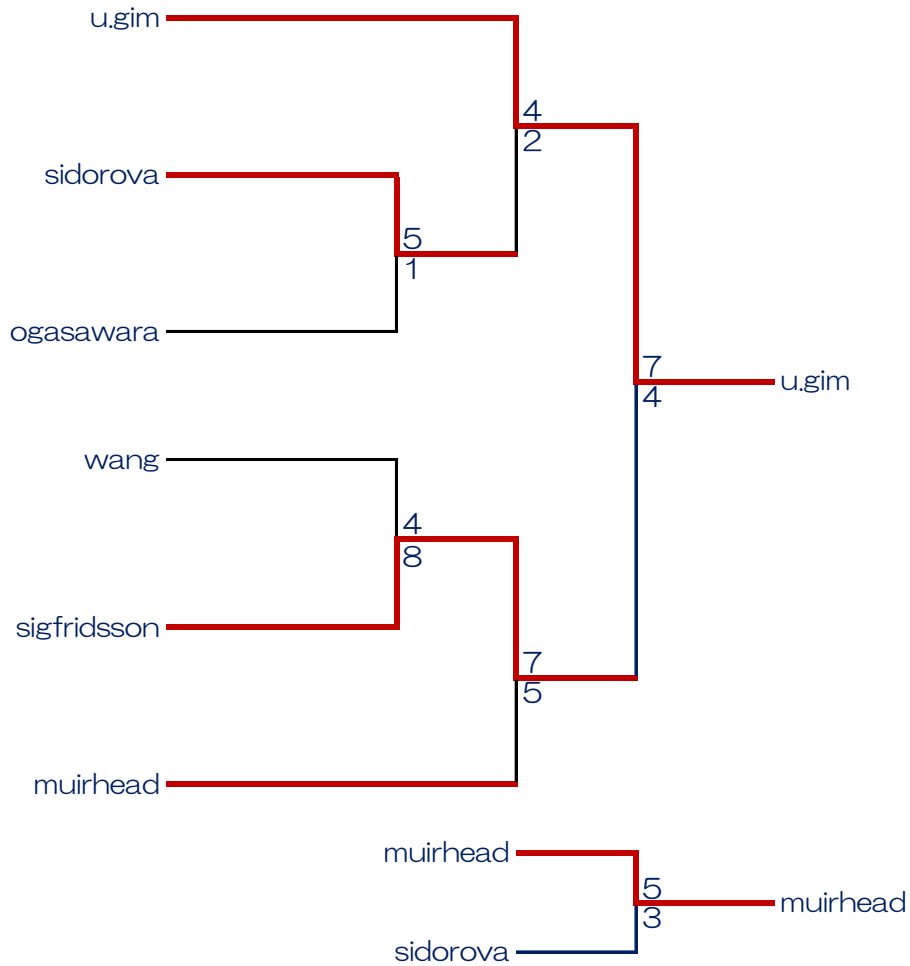 u.gim
4
2
sidorova
5
1
ogasawara
7
4
u.gim
wang
4
8
sigfridsson
7
5
muirhead
muirhead
5
3
muirhead
sidorova